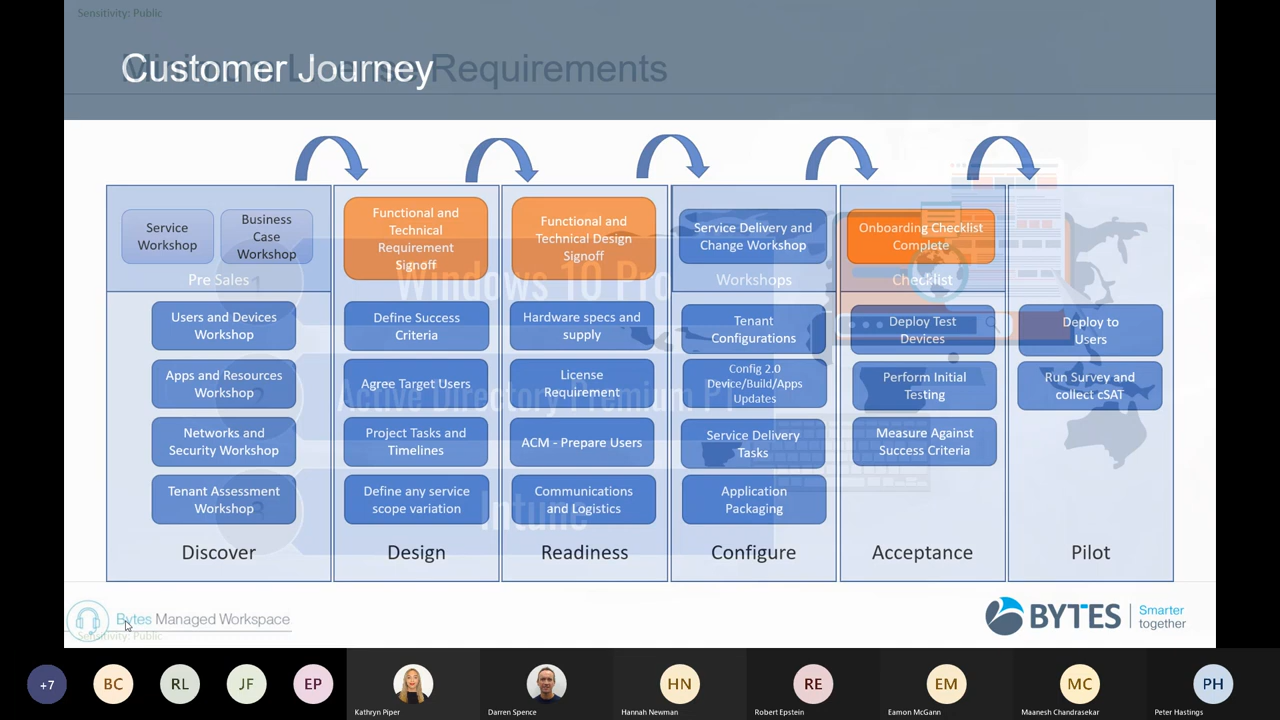 Sensitivity: Public
Customer Journey
Requirements
Service
Workshop
Business
Case
Workshop
Pre Sales
Users and Devices
Workshop
Apps and Resources
Workshop
Networks and
Security Workshop
Tenant Assessment
Workshop
Discover
Functional and
Technical
Requirement
Signoff
Define Success
Criteria
Agree Target Users
Project Tasks and
Timelines
Define any service
scope variation
Design
Functional and
Technical Design
Signoff
Hardware specs and
supply
License
Requirement
ACM - Prepare Users
Communications
and Logistics
Readiness
Service Delivery and
Change Workshop
Workshops
Tenant
Configurations
Config 2.0
Device/Build/Apps
Updates
Service Delivery
Tasks
Application
Packaging
Configure
Onboarding Checklist
Complete
Checklist
Deploy Test
Devices
Perform Initial
Testing
Measure Against
Success Criteria
Acceptance
Deploy to
Users
Run Survey and
collect cSAT
Pilot
1
Windows 10 Pro
2
Active Directory Premium P1
3
Intune
Bytes Managed Workspace
Sensitivity: Public
BYTES
Smarter
together
+7
BC
RL
JF
EP
Kathryn Piper
Darren Spence
HN
Hannah Newman
RE
Robert Epstein
EM
Eamon McGann
MC
Maanesh Chandrasekar
PH
Peter Hastings